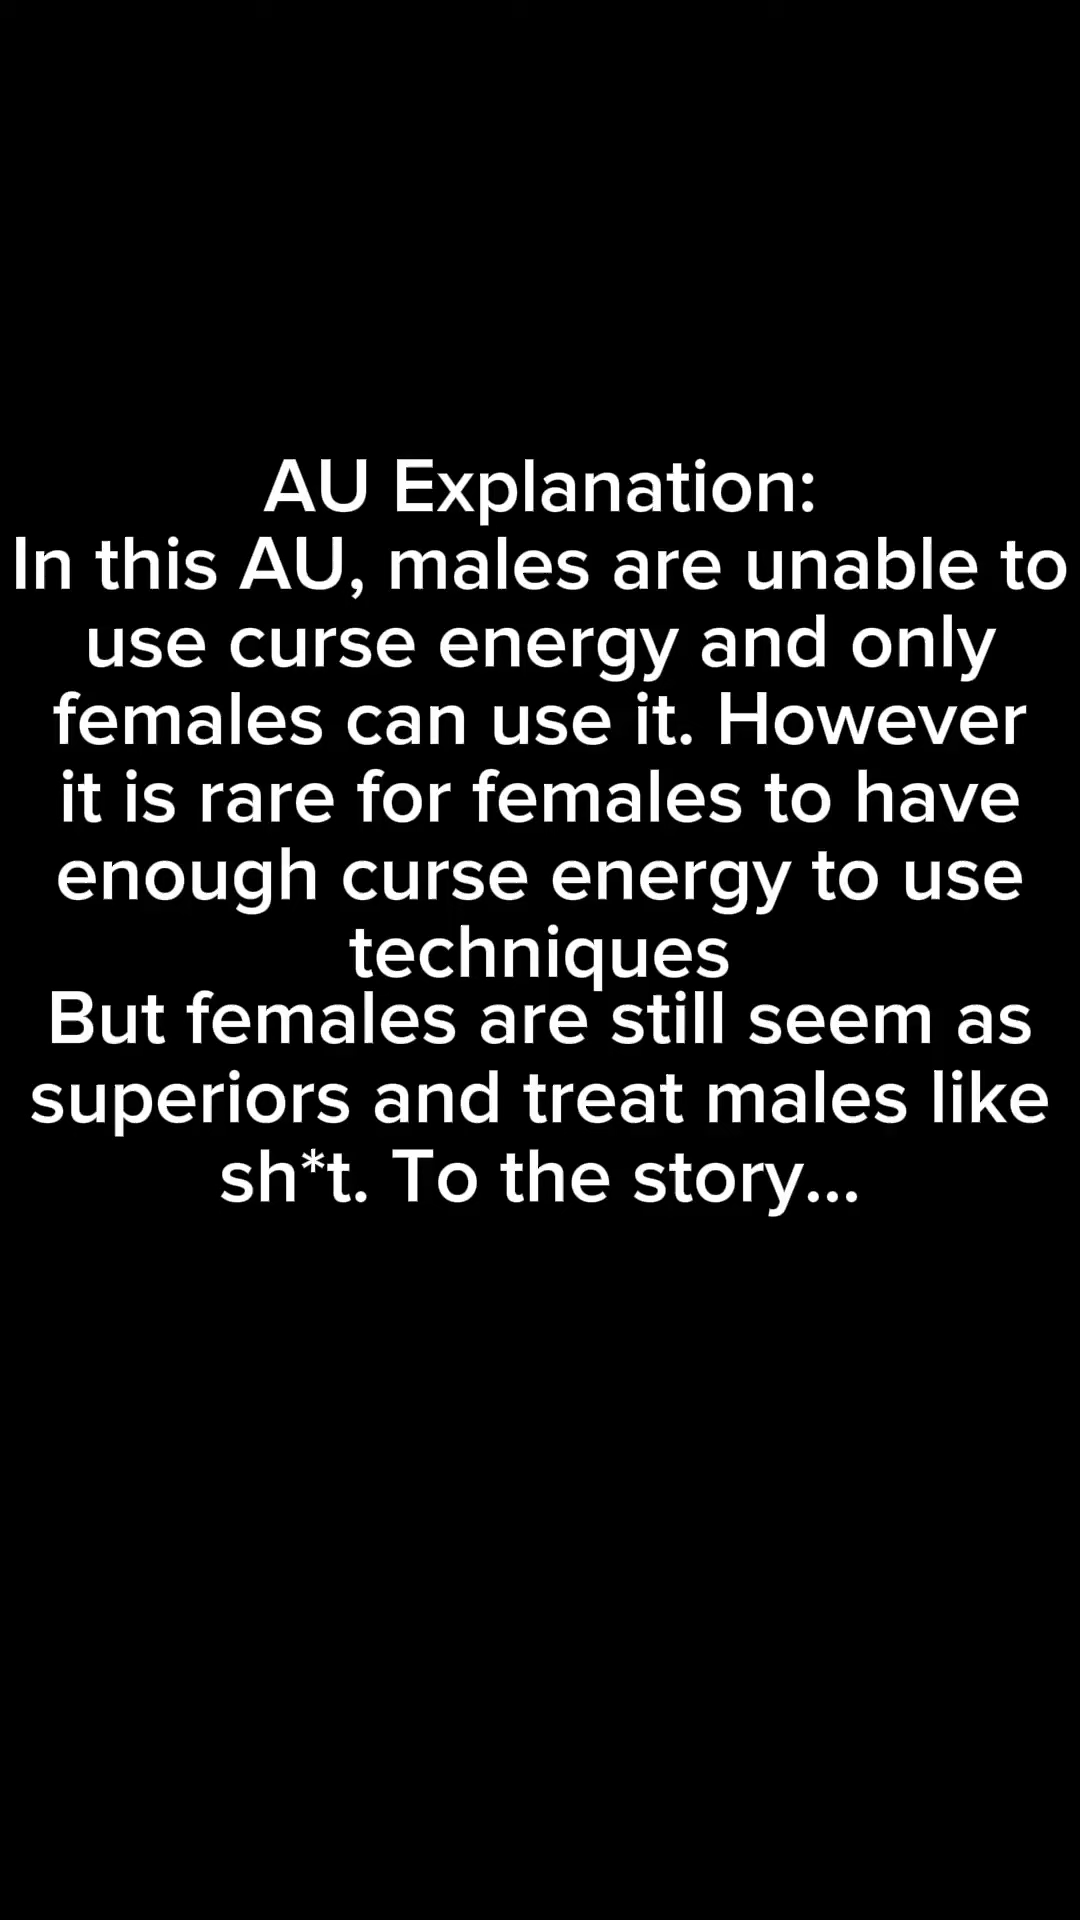 AU Explanation:
In this AU, males are unable to
use curse energy and only
females can use it. However
it is rare for females to have
enough curse energy to use
techniques
But females are still seem as
superiors and treat males like
sh*t. To the story...